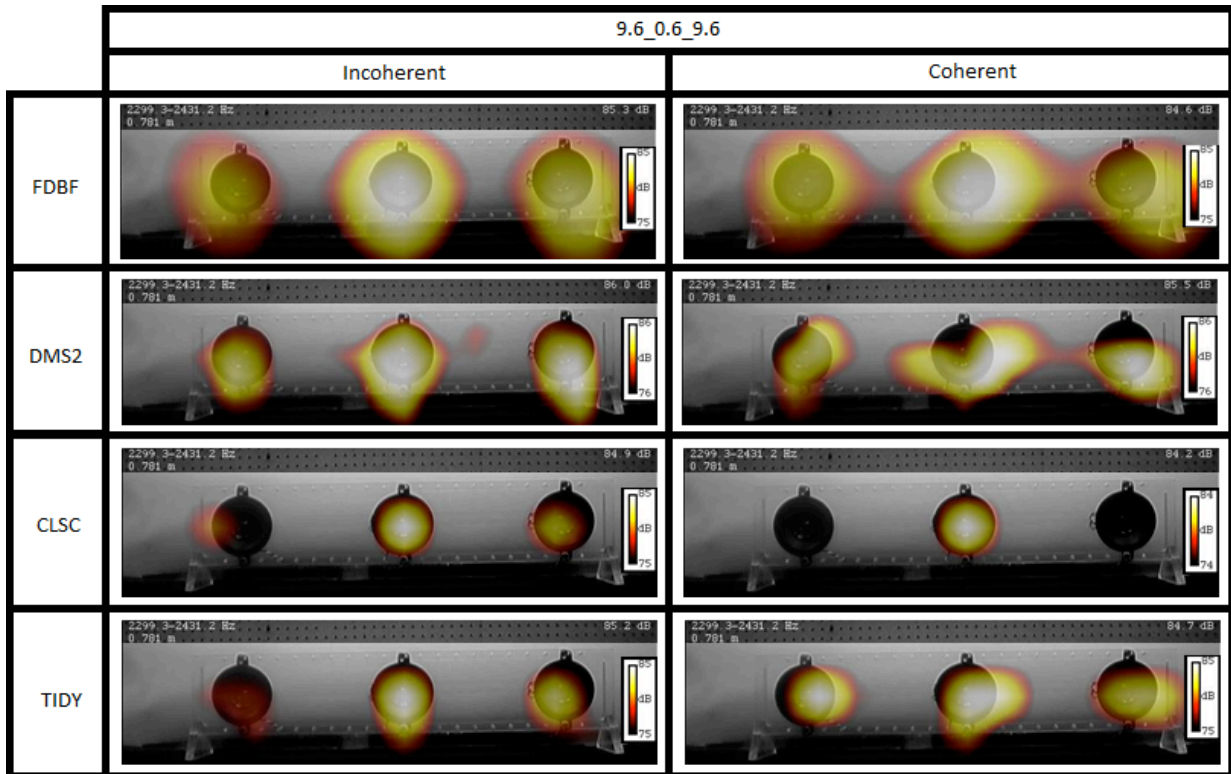 9.6_0.6_9.6
Incoherent Coherent
FDBF
2299.3-2431.2 Hz 85.3 dB
0.781 m
85
dB
75
2299.3-2431.2 Hz 84.6 dB
0.781 m
85
dB
75
DMS2
2299.3-2431.2 Hz 86.0 dB
0.781 m
86
dB
76
2299.3-2431.2 Hz 85.5 dB
0.781 m
86
dB
76
CLSC
2299.3-2431.2 Hz 84.9 dB
0.781 m
85
dB
75
2299.3-2431.2 Hz 84.2 dB
0.781 m
84
dB
74
TIDY
2299.3-2431.2 Hz 85.2 dB
0.781 m
85
dB
75
2299.3-2431.2 Hz 84.7 dB
0.781 m
85
dB
75